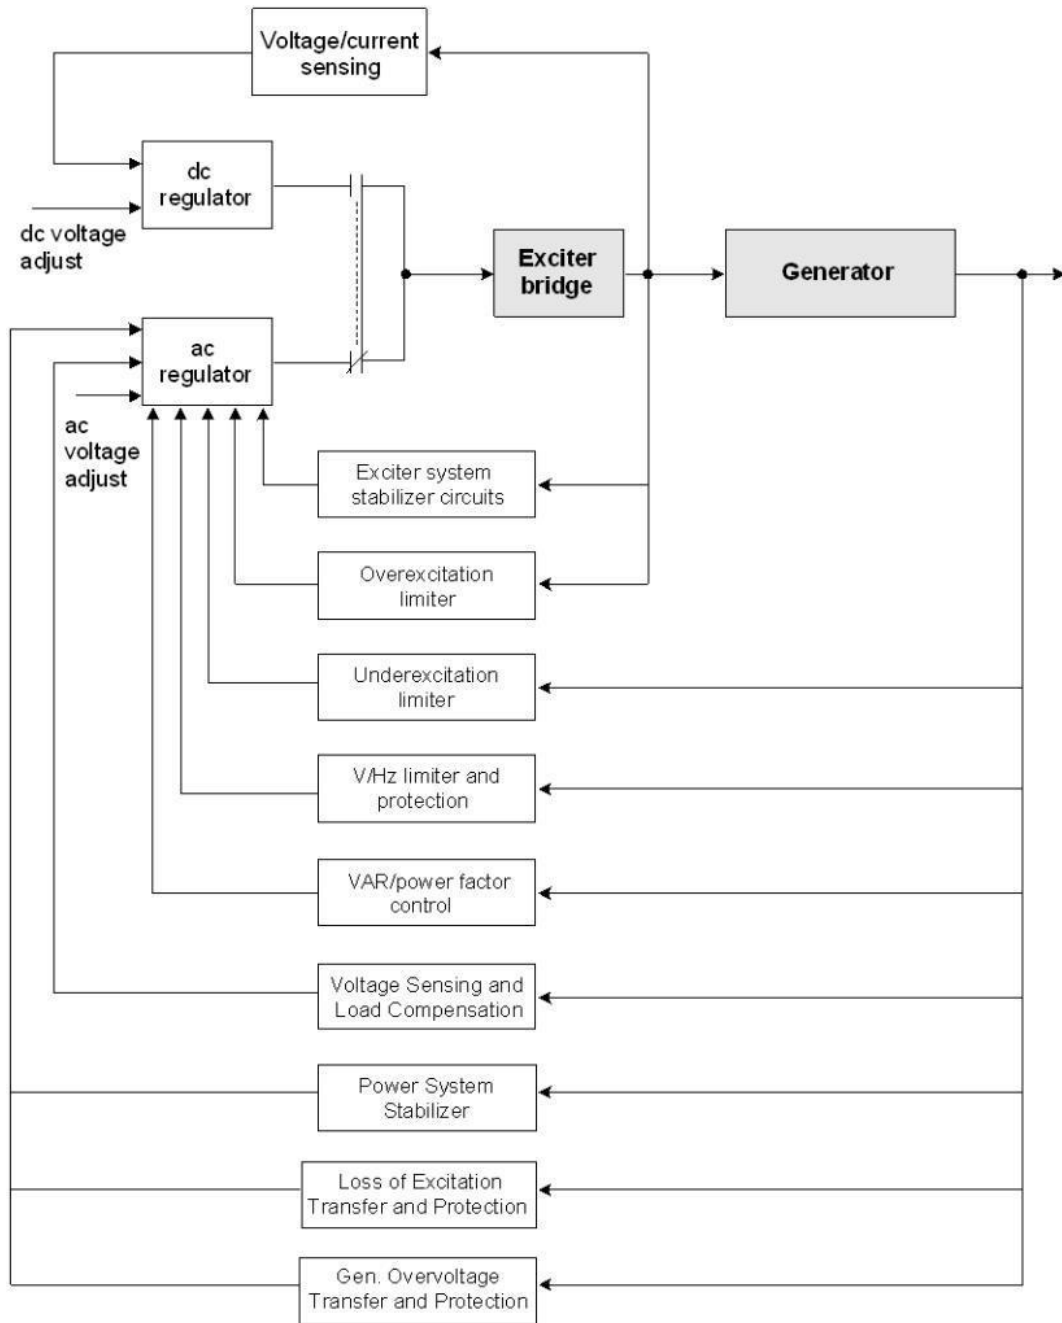 Voltage/current
sensing
dc
regulator
dc voltage
adjust
Exciter
bridge
Generator
ac
regulator
ac
voltage
adjust
Exciter system
stabilizer circuits
Overexcitation
limiter
Underexcitation
limiter
V/Hz limiter and
protection
VAR/power factor
control
Voltage Sensing and
Load Compensation
Power System
Stabilizer
Loss of Excitation
Transfer and Protection
Gen. Overvoltage
Transfer and Protection